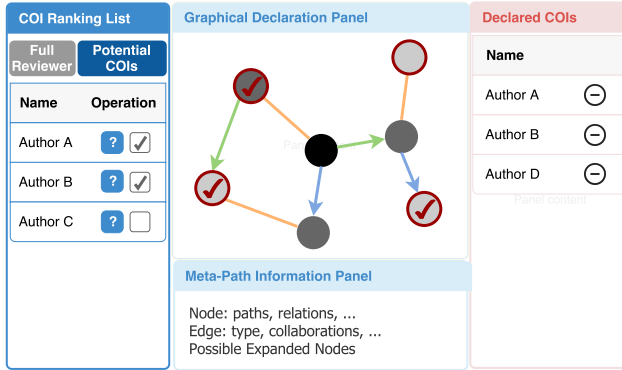 COI Ranking List
Full Reviewer
Potential COIs
Name Operation
Author A ?
Author B ?
Author C ?
Graphical Declaration Panel
Meta-Path Information Panel
Node: paths, relations, ...
Edge: type, collaborations, ...
Possible Expanded Nodes
Declared COIs
Name
Author A
Author B
Author D
Panel content